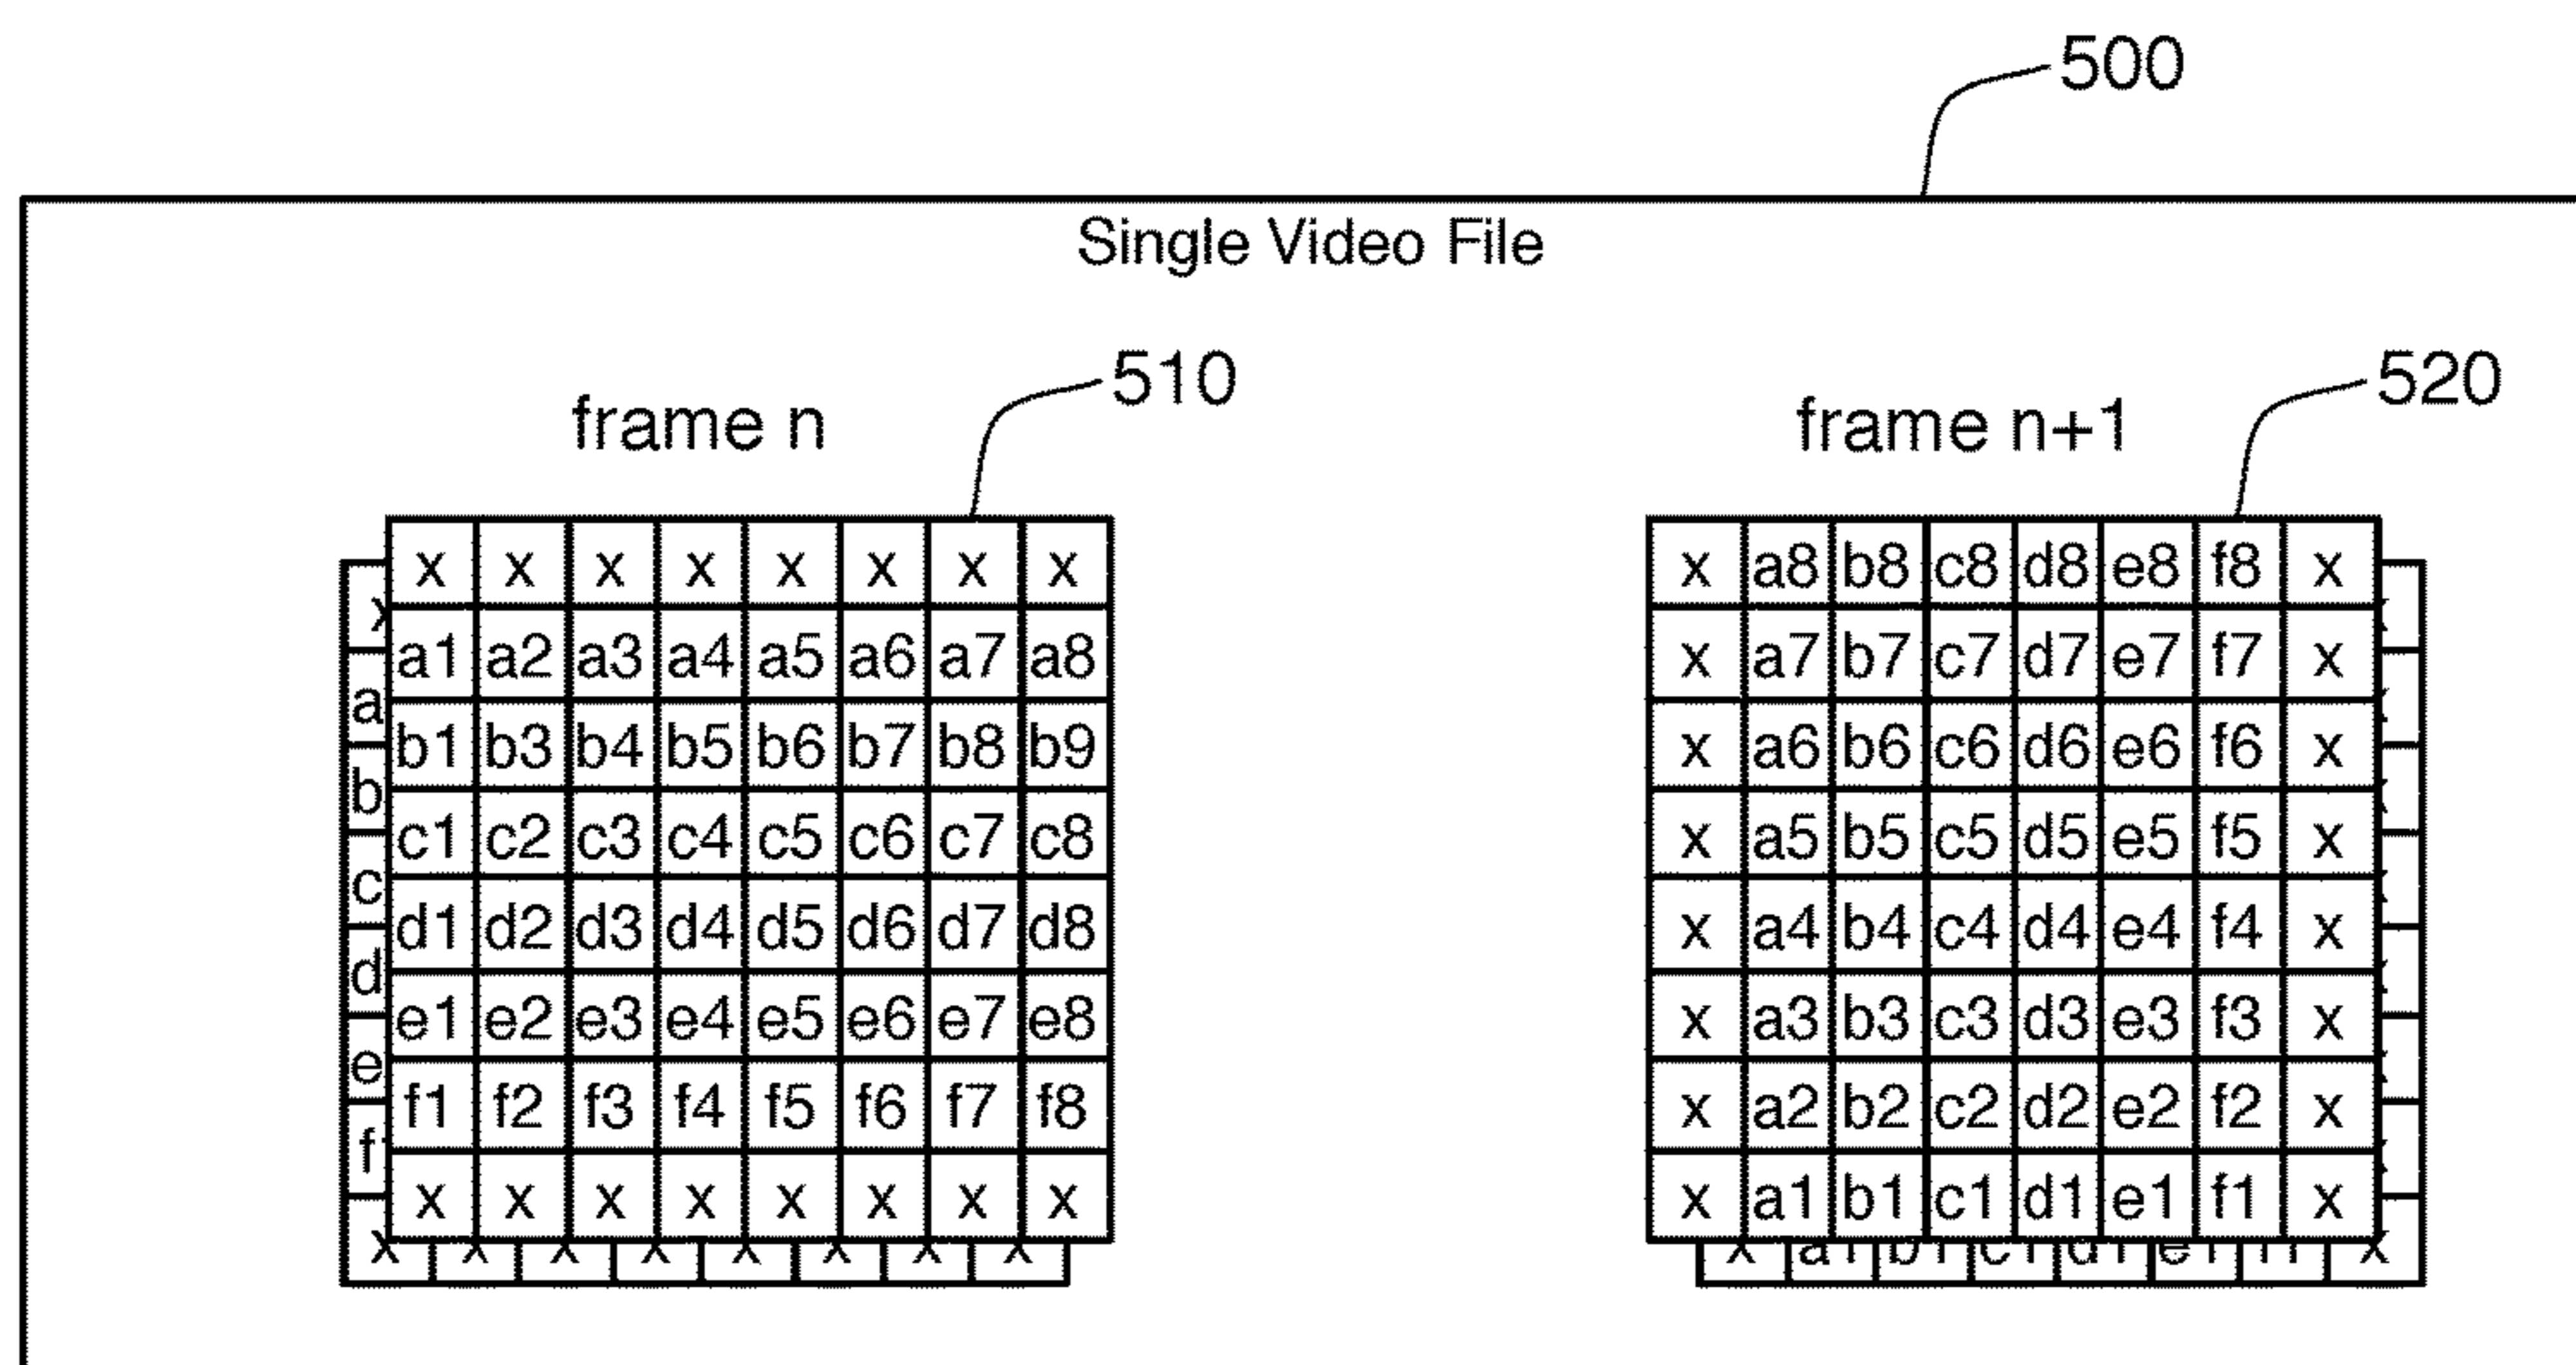 500
Single Video File
510
520
frame n
frame n+1
x x x x x x x x
a1 a2 a3 a4 a5 a6 a7 a8
b1 b3 b4 b5 b6 b7 b8 b9
c1 c2 c3 c4 c5 c6 c7 c8
d1 d2 d3 d4 d5 d6 d7 d8
e1 e2 e3 e4 e5 e6 e7 e8
f1 f2 f3 f4 f5 f6 f7 f8
x x x x x x x x
x a8 b8 c8 d8 e8 f8 x
x a7 b7 c7 d7 e7 f7 x
x a6 b6 c6 d6 e6 f6 x
x a5 b5 c5 d5 e5 f5 x
x a4 b4 c4 d4 e4 f4 x
x a3 b3 c3 d3 e3 f3 x
x a2 b2 c2 d2 e2 f2 x
x a1 b1 c1 d1 e1 f1 x